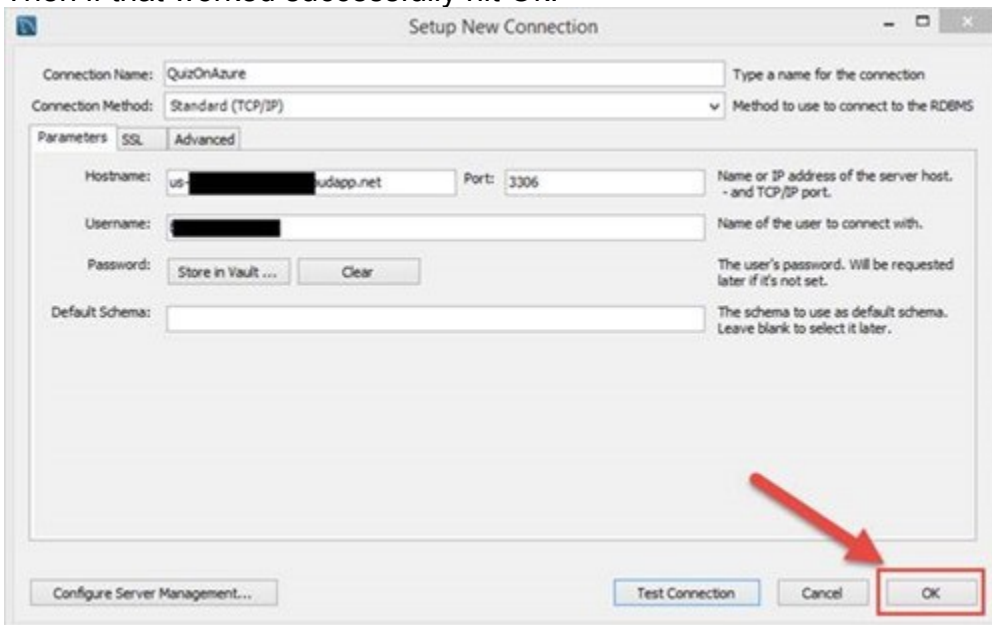 Then if that worked successfully hit OK.
Setup New Connection
Connection Name: QuizOnAzure Type a name for the connection
Connection Method: Standard (TCP/IP) Method to use to connect to the RDBMS
Parameters SSL Advanced
Hostname: us- udapp.net Port: 3306 Name or IP address of the server host.
- and TCP/IP port.
Username: Name of the user to connect with.
Password: Store in Vault ... Clear The user's password. Will be requested
later if it's not set.
Default Schema: The schema to use as default schema.
Leave blank to select it later.
Configure Server Management... Test Connection Cancel OK